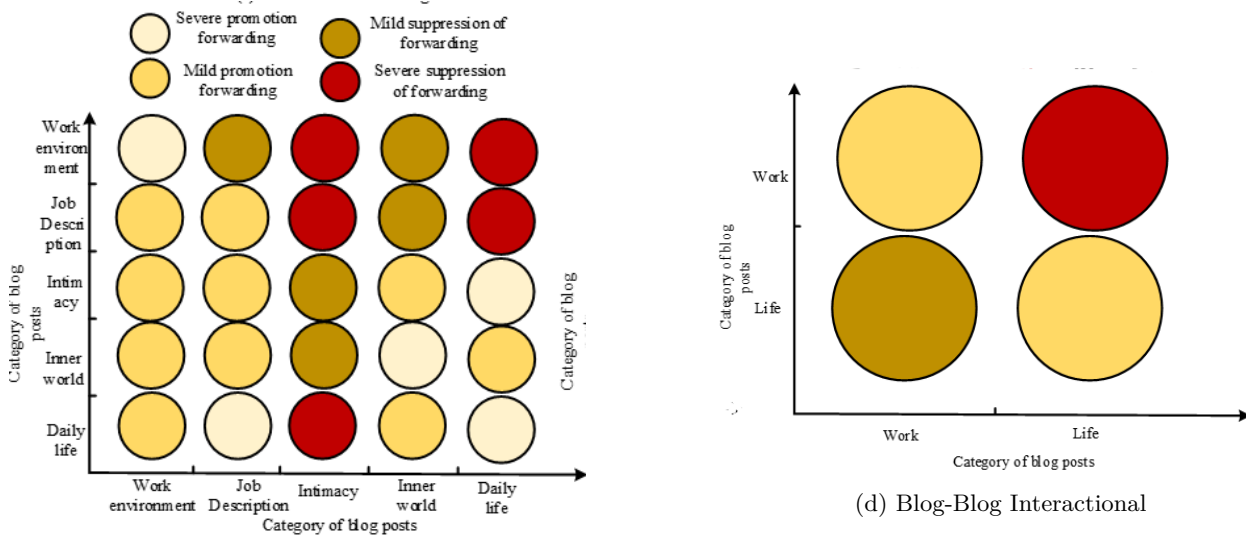 Severe promotion
forwarding
Mild suppression of
forwarding
Mild promotion
forwarding
Severe suppression
of forwarding
Category of blog
posts
Work
environ
ment
Job
Descri
ption
Intim
acy
Inner
world
Daily
life
Work
environment
Job
Description
Intimacy
Inner
world
Daily
life
Category of blog posts
Category of blog
Category of blog
posts
Work
Life
Work
Life
Category of blog posts
(d) Blog-Blog Interactional